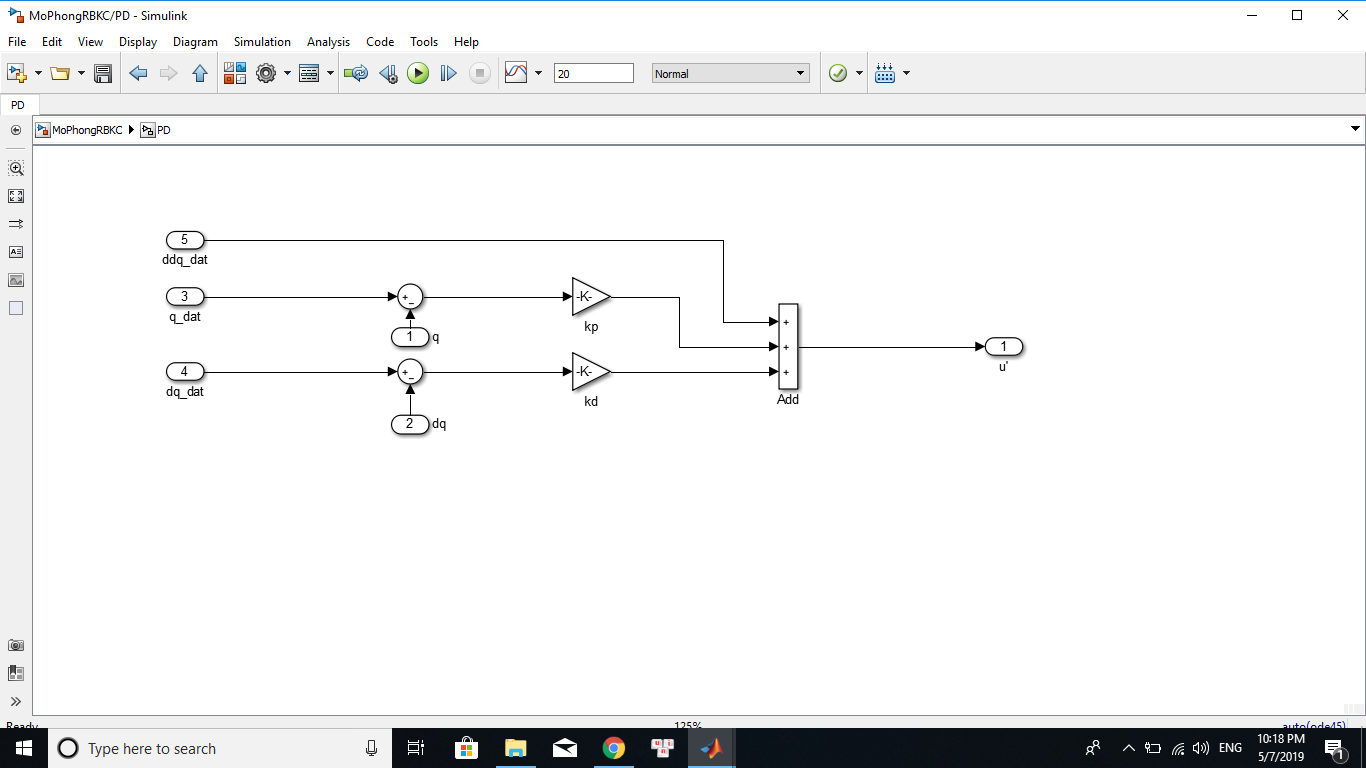 MoPhongRBKC/PD - Simulink
File Edit View Display Diagram Simulation Analysis Code Tools Help
20 Normal
PD
MoPhongRBKC PD
5
ddq_dat
3 + - -K-
q_dat kp
1 q
4 + - -K-
dq_dat kd
2 dq
+
+
+
Add
1
u'
Ready 125% auto(ode45)
Type here to search
ENG
10:18 PM
5/7/2019
1